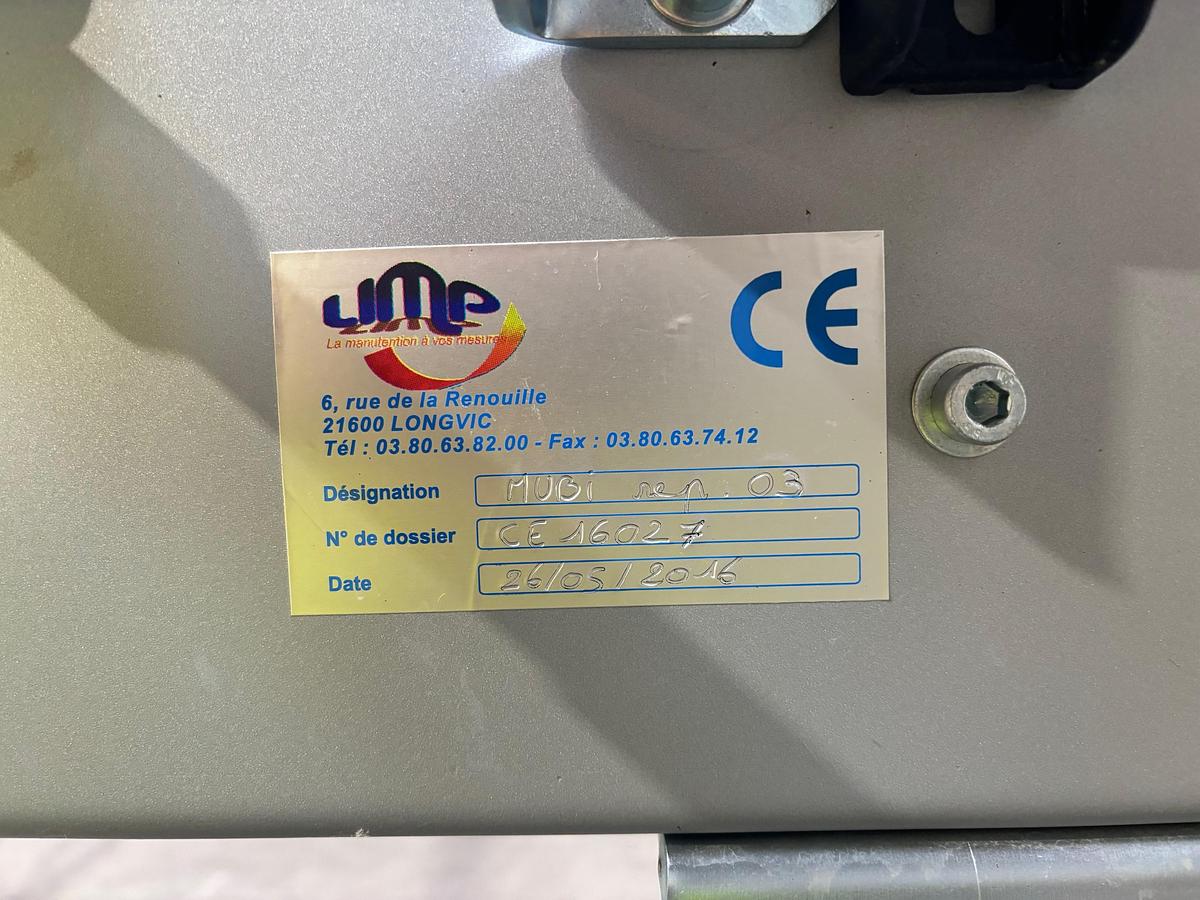 UMP
La manutention à vos mesures
CE
6, rue de la Renouille
21600 LONGVIC
Tél : 03.80.63.82.00 - Fax : 03.80.63.74.12
Désignation MUBi rep. 03
N° de dossier CE 16027
Date 26/05/2016